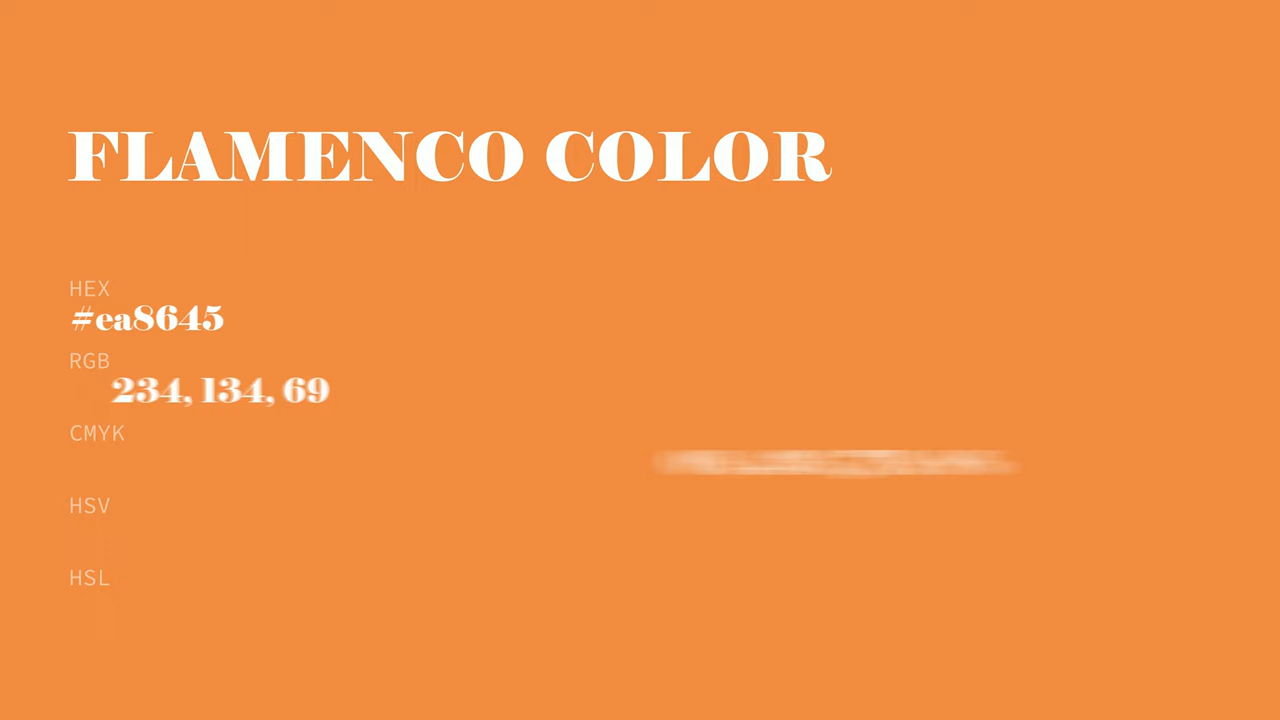 FLAMENCO COLOR
HEX
#ea8645
RGB
234, 134, 69
CMYK
HSV
HSL